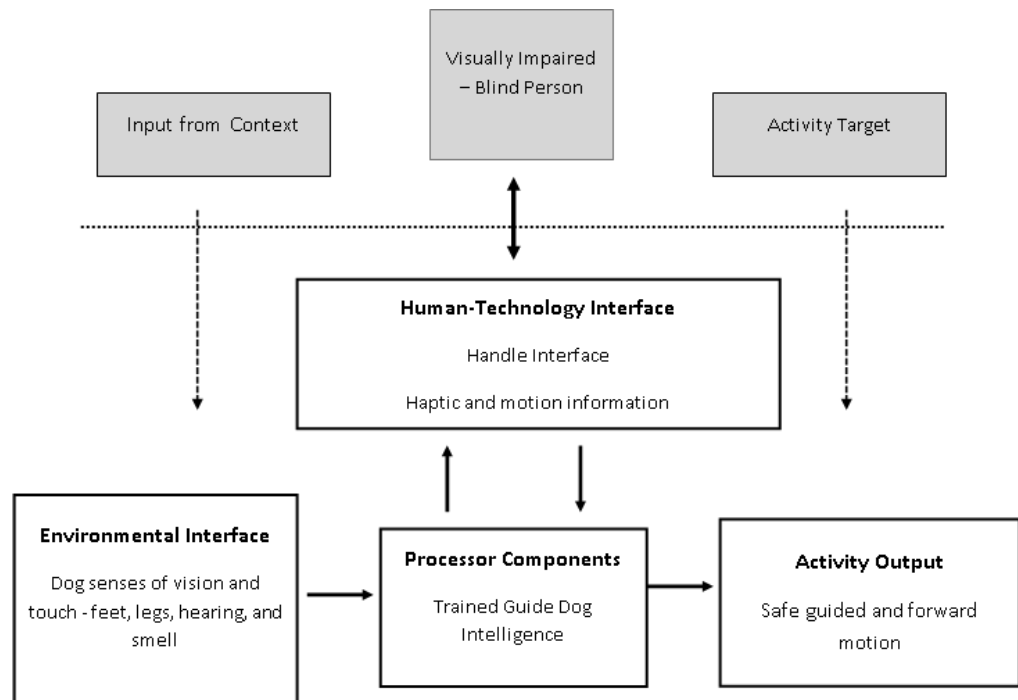 Visually Impaired
– Blind Person
Input from Context
Activity Target
Human-Technology Interface
Handle Interface
Haptic and motion information
Environmental Interface
Dog senses of vision and
touch - feet, legs, hearing, and
smell
Processor Components
Trained Guide Dog
Intelligence
Activity Output
Safe guided and forward
motion